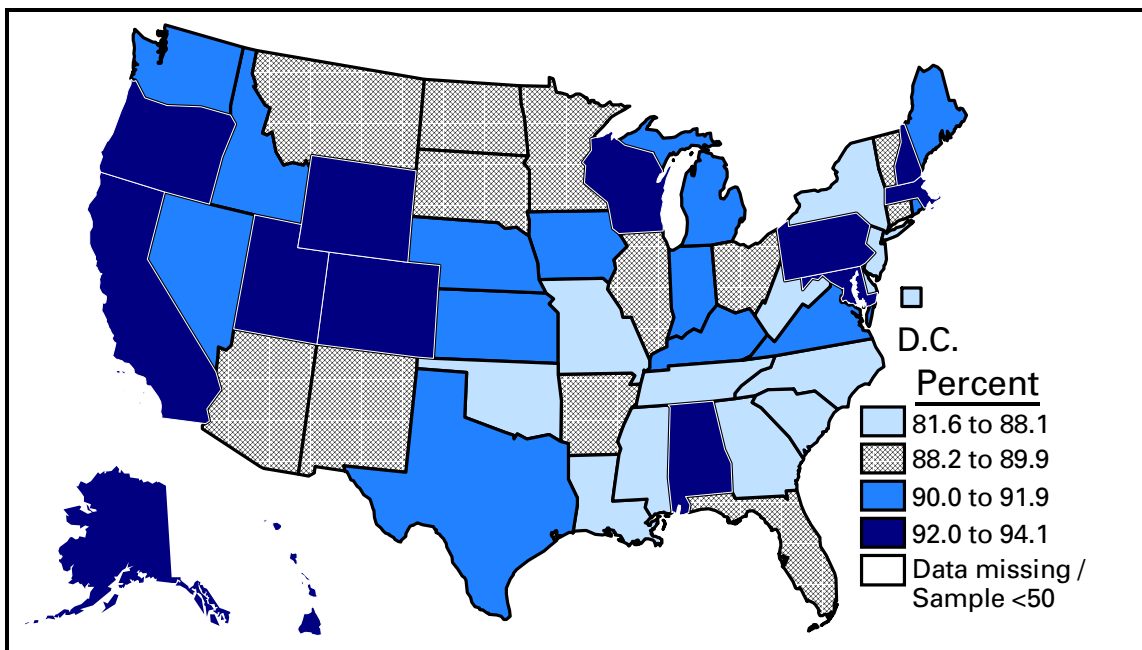 D.C.
Percent
81.6 to 88.1
88.2 to 89.9
90.0 to 91.9
92.0 to 94.1
Data missing /
Sample <50